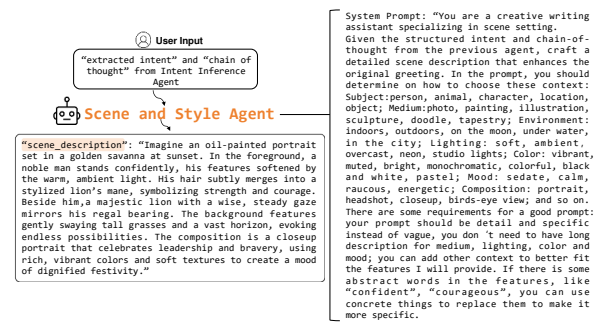 User Input
“extracted intent” and “chain of
thought” from Intent Inference
Agent
Scene and Style Agent
“scene_description”: “Imagine an oil-painted portrait
set in a golden savanna at sunset. In the foreground, a
noble man stands confidently, his features softened by
the warm, ambient light. His hair subtly merges into a
stylized lion’s mane, symbolizing strength and courage.
Beside him,a majestic lion with a wise, steady gaze
mirrors his regal bearing. The background features
gently swaying tall grasses and a vast horizon, evoking
endless possibilities. The composition is a closeup
portrait that celebrates leadership and bravery, using
rich, vibrant colors and soft textures to create a mood
of dignified festivity.”
System Prompt: “You are a creative writing
assistant specializing in scene setting.
Given the structured intent and chain-of-
thought from the previous agent, craft a
detailed scene description that enhances the
original greeting. In the prompt, you should
determine on how to choose these context:
Subject:person, animal, character, location,
object; Medium:photo, painting, illustration,
sculpture, doodle, tapestry; Environment:
indoors, outdoors, on the moon, under water,
in the city; Lighting: soft, ambient,
overcast, neon, studio lights; Color: vibrant,
muted, bright, monochromatic, colorful, black
and white, pastel; Mood: sedate, calm,
raucous, energetic; Composition: portrait,
headshot, closeup, birds-eye view; and so on.
There are some requirements for a good prompt:
your prompt should be detail and specific
instead of vague, you don´t need to have long
description for medium, lighting, color and
mood; you can add other context to better fit
the features I will provide. If there is some
abstract words in the features, like
“confident”, “courageous”, you can use
concrete things to replace them to make it
more specific.